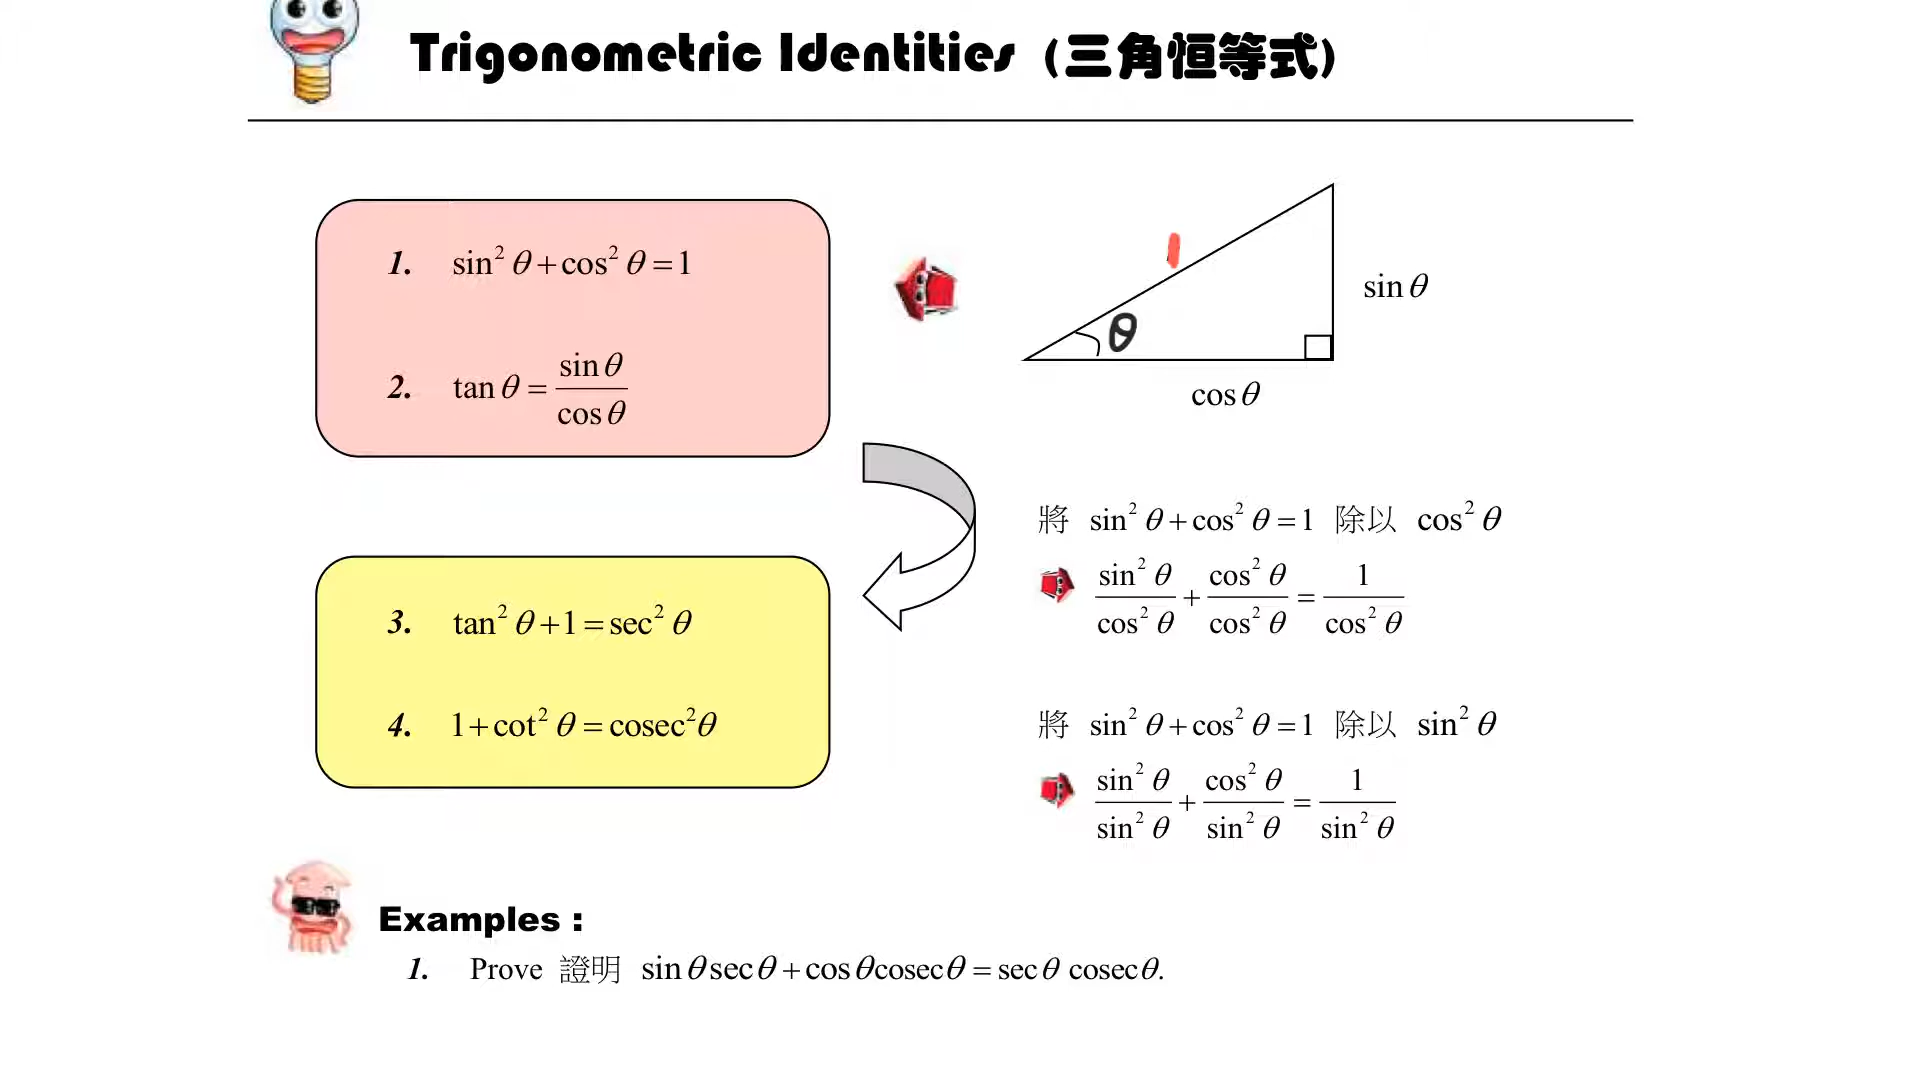 Trigonometric Identities (三角恒等式)
1. sin² θ + cos² θ = 1
2. tan θ = sin θ / cos θ
1
θ
sin θ
cos θ
3. tan² θ + 1 = sec² θ
4. 1 + cot² θ = cosec²θ
將 sin² θ + cos² θ = 1 除以 cos² θ
sin² θ / cos² θ + cos² θ / cos² θ = 1 / cos² θ
將 sin² θ + cos² θ = 1 除以 sin² θ
sin² θ / sin² θ + cos² θ / sin² θ = 1 / sin² θ
Examples :
1. Prove 證明 sin θ sec θ + cos θ cosec θ = sec θ cosec θ.